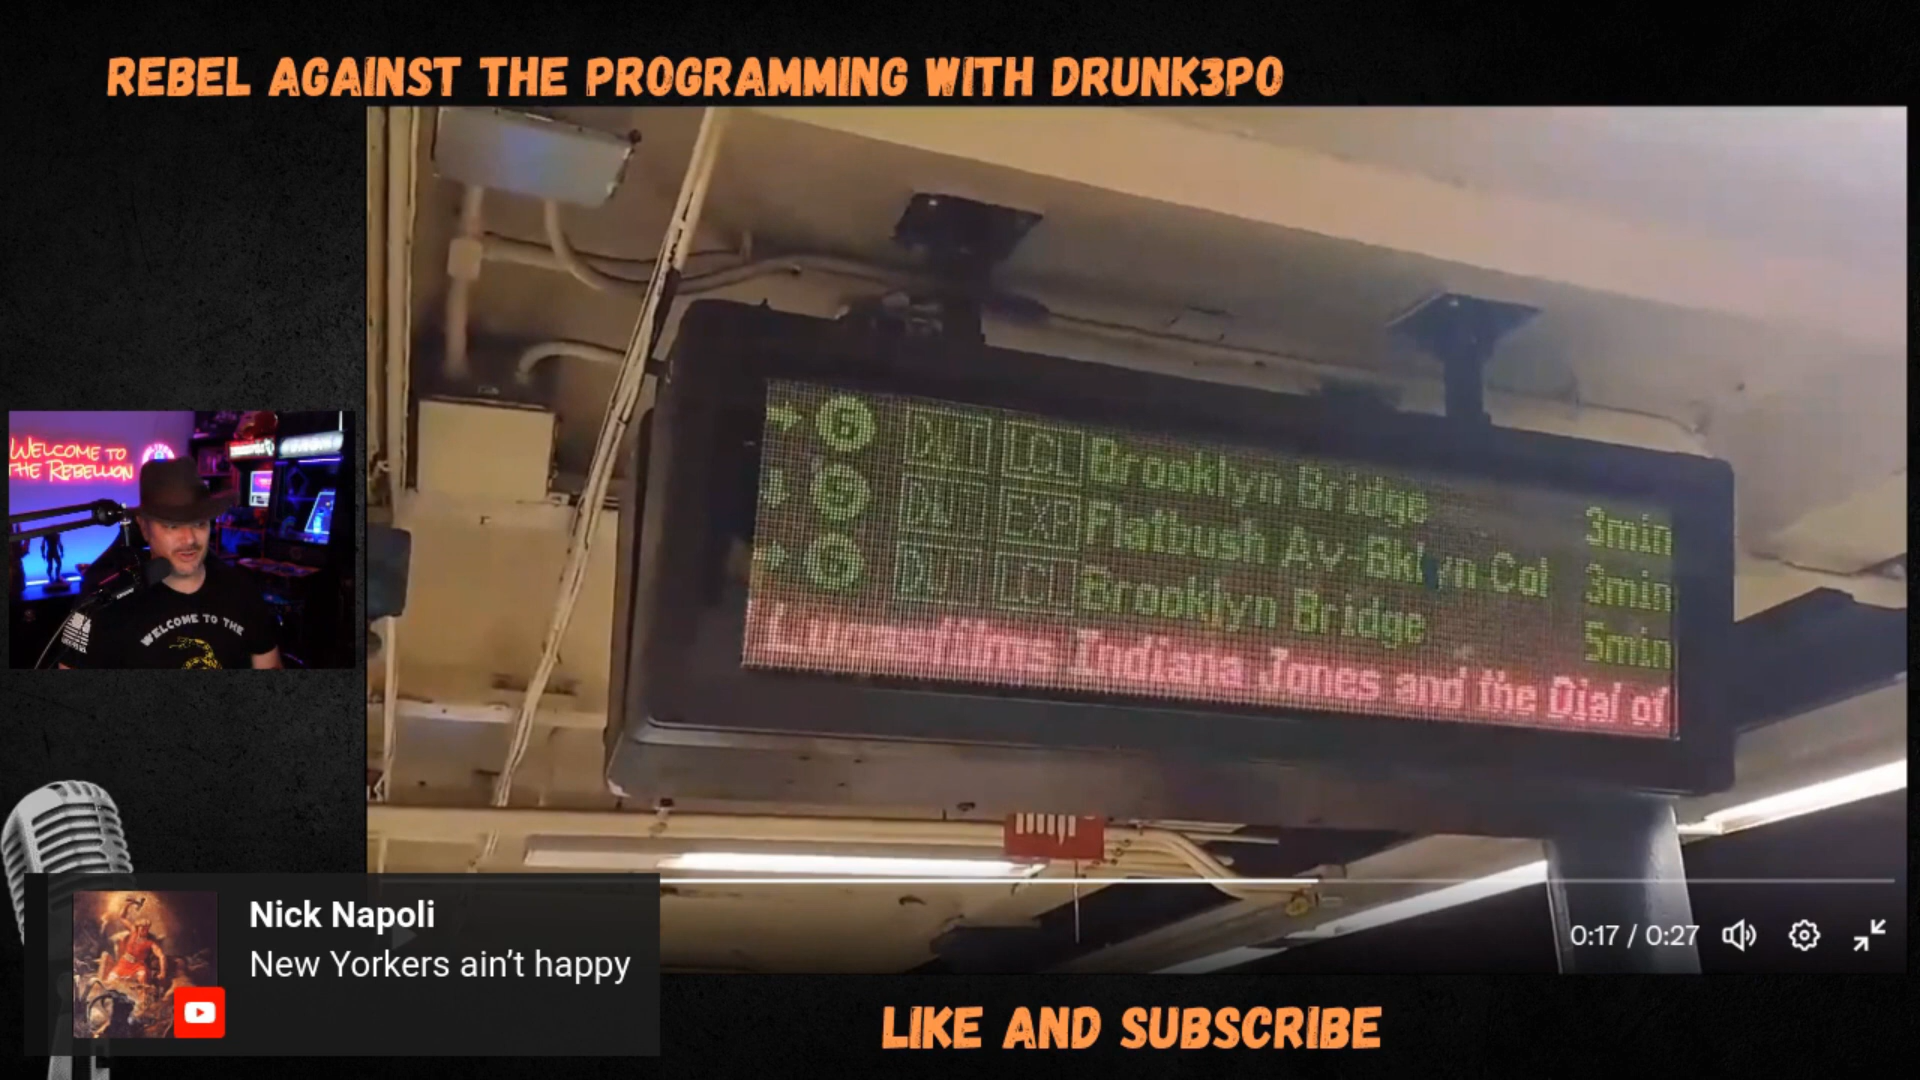 REBEL AGAINST THE PROGRAMMING WITH DRUNK3PO
6 LCL Brooklyn Bridge 3min
5 EXP Flatbush Av-Bklyn Col 3min
6 LCL Brooklyn Bridge 5min
Indiana Jones and the Dial of
WELCOME TO
THE REBELLION
WELCOME TO THE
Nick Napoli
New Yorkers ain't happy
0:17 / 0:27
LIKE AND SUBSCRIBE